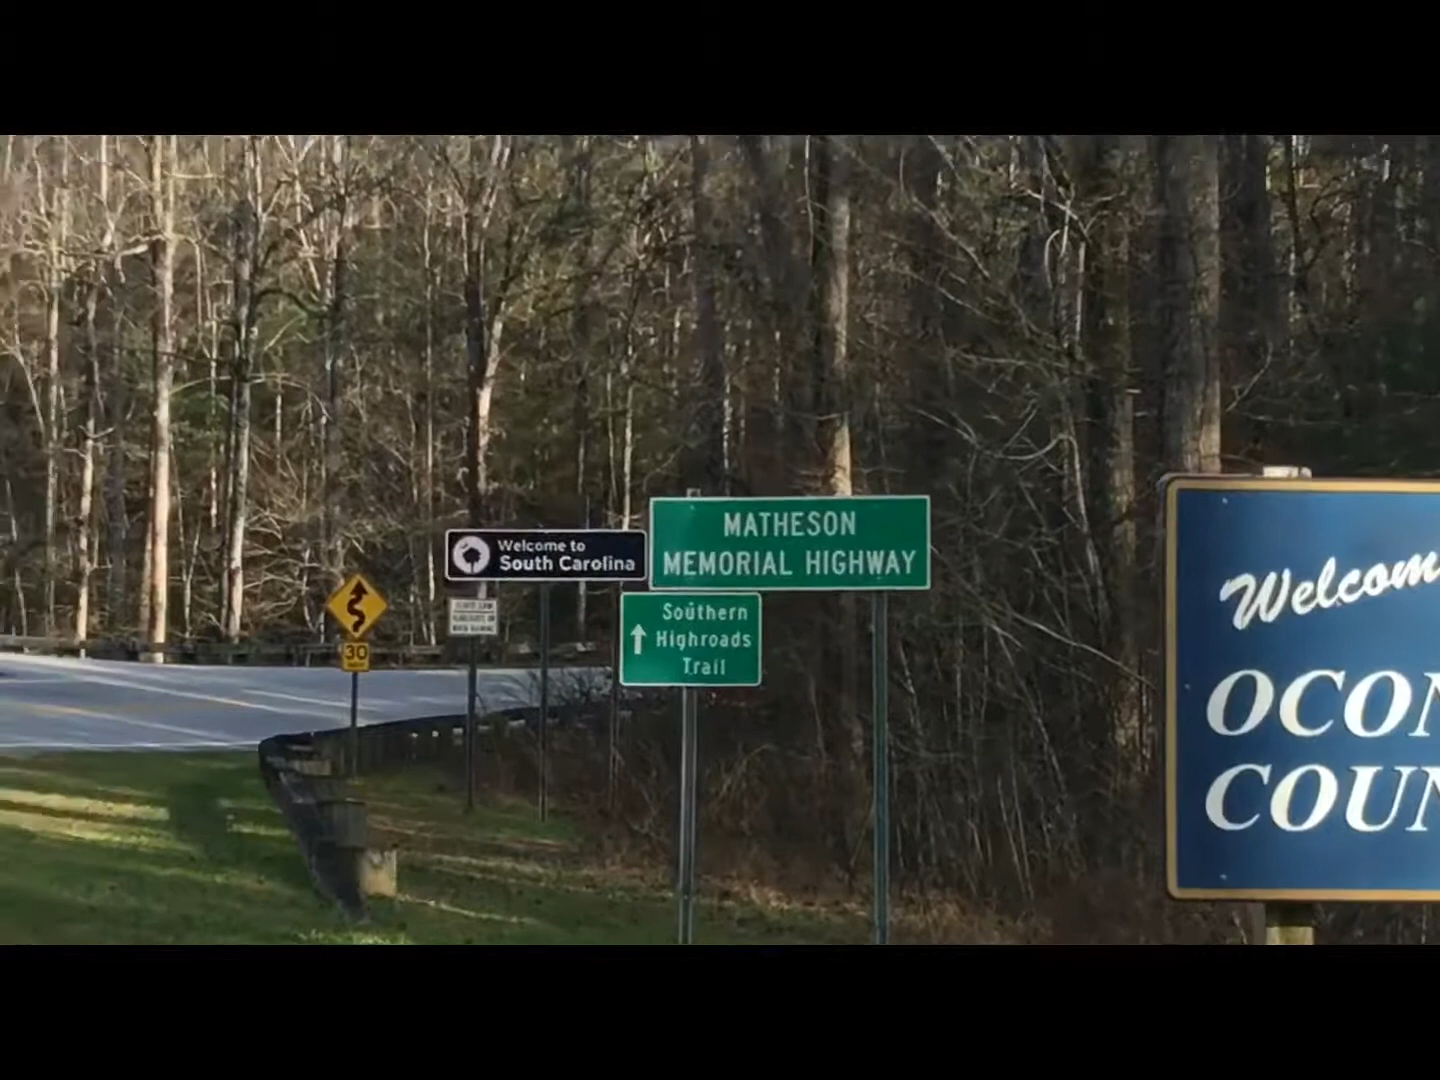 Welcome to
South Carolina
MATHESON
MEMORIAL HIGHWAY
Southern
Highroads
Trail
30
Welcom
OCON
COUN